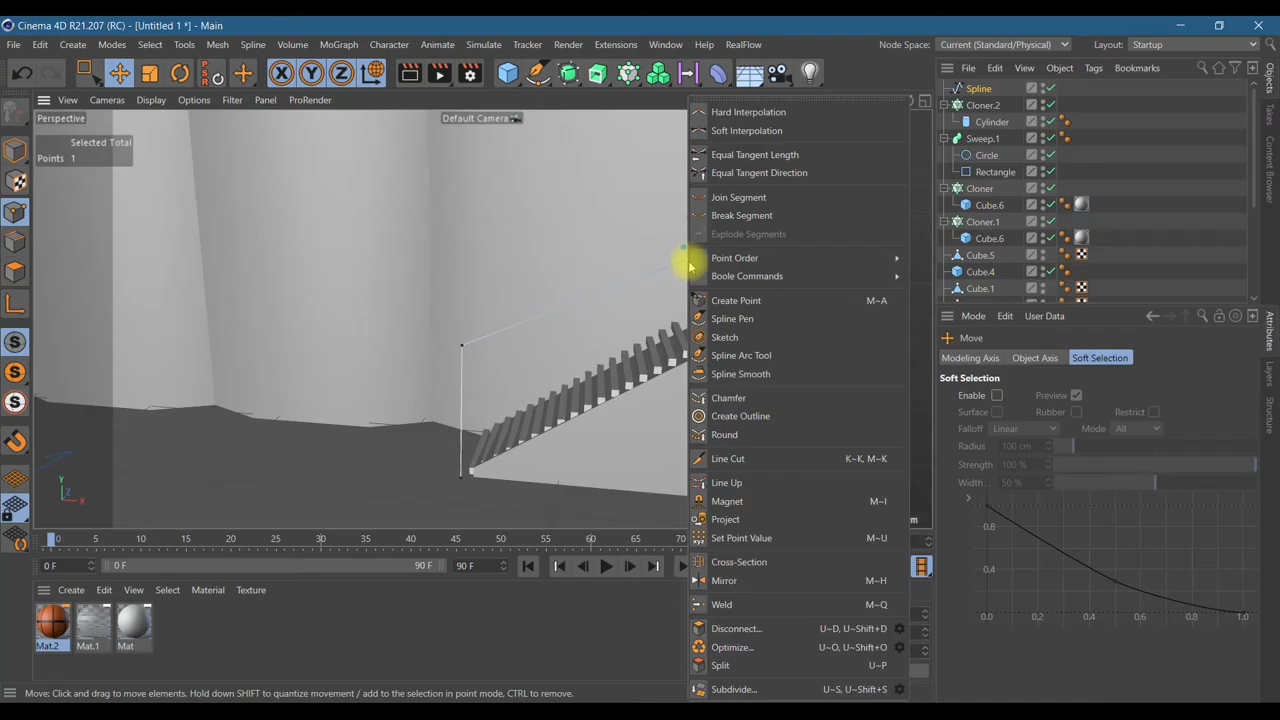 Cinema 4D R21.207 (RC) - [Untitled 1 *] - Main
File Edit Create Modes Select Tools Mesh Spline Volume MoGraph Character Animate Simulate Tracker Render Extensions Window Help RealFlow Node Space: Current (Standard/Physical) Layout: Startup
PSR X Y Z
File Edit View Object Tags Bookmarks
View Cameras Display Options Filter Panel ProRender
Perspective Default Camera
Selected Total
Points 1
Hard Interpolation
Soft Interpolation
Equal Tangent Length
Equal Tangent Direction
Join Segment
Break Segment
Explode Segments
Point Order
Boole Commands
Create Point M~A
Spline Pen
Sketch
Spline Arc Tool
Spline Smooth
Chamfer
Create Outline
Round
Line Cut K~K, M~K
Line Up
Magnet M~I
Project
Set Point Value M~U
Cross-Section
Mirror M~H
Weld M~Q
Disconnect... U~D, U~Shift+D
Optimize... U~O, U~Shift+O
Split U~P
Subdivide... U~S, U~Shift+S
Spline
Cloner.2
Cylinder
Sweep.1
Circle
Rectangle
Cloner
Cube.6
Cloner.1
Cube.6
Cube.5
Cube.4
Cube.1
Objects
Takes
Content Browser
Mode Edit User Data
Move
Modeling Axis Object Axis Soft Selection
Soft Selection
Enable Preview
Surface Rubber Restrict
Falloff Linear Mode All
Radius 100 cm
Strength 100 %
Width.. 50 %
0.8
0.4
0.0 0.2 0.4 0.6 0.8 1.0
Attributes
Layers
Structure
Y
Z
X
0 5 10 15 20 25 30 35 40 45 50 55 60 65 70
0 F 0 F 90 F 90 F
Create Edit View Select Material Texture
Mat.2 Mat.1 Mat
Move: Click and drag to move elements. Hold down SHIFT to quantize movement / add to the selection in point mode, CTRL to remove.